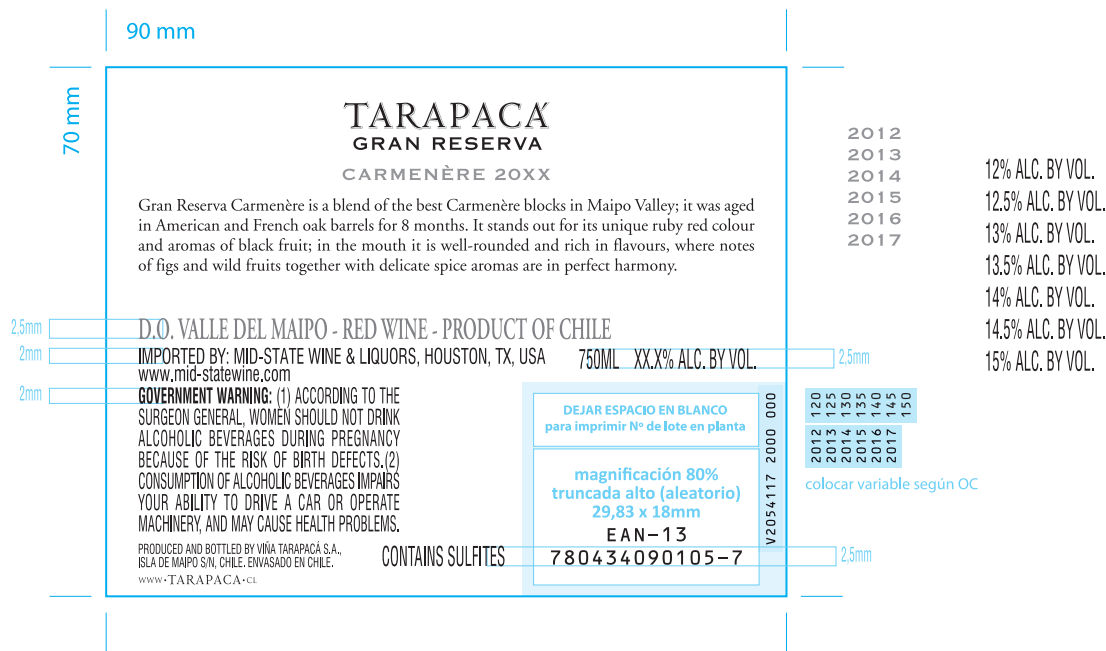 90 mm
70 mm
TARAPACÁ
GRAN RESERVA
CARMENÈRE 20XX
Gran Reserva Carmenère is a blend of the best Carmenère blocks in Maipo Valley; it was aged
in American and French oak barrels for 8 months. It stands out for its unique ruby red colour
and aromas of black fruit; in the mouth it is well-rounded and rich in flavours, where notes
of figs and wild fruits together with delicate spice aromas are in perfect harmony.
2,5mm
D.O. VALLE DEL MAIPO - RED WINE - PRODUCT OF CHILE
2mm
IMPORTED BY: MID-STATE WINE & LIQUORS, HOUSTON, TX, USA
www.mid-statewine.com
750ML XX.X% ALC. BY VOL.
2,5mm
2mm
GOVERNMENT WARNING: (1) ACCORDING TO THE
SURGEON GENERAL, WOMEN SHOULD NOT DRINK
ALCOHOLIC BEVERAGES DURING PREGNANCY
BECAUSE OF THE RISK OF BIRTH DEFECTS.(2)
CONSUMPTION OF ALCOHOLIC BEVERAGES IMPAIRS
YOUR ABILITY TO DRIVE A CAR OR OPERATE
MACHINERY, AND MAY CAUSE HEALTH PROBLEMS.
PRODUCED AND BOTTLED BY VIÑA TARAPACÁ S.A.,
ISLA DE MAIPO S/N, CHILE. ENVASADO EN CHILE.
WWW•TARAPACA•CL
CONTAINS SULFITES
DEJAR ESPACIO EN BLANCO
para imprimir Nº de lote en planta
magnificación 80%
truncada alto (aleatorio)
29,83 x 18mm
EAN-13
780434090105-7
2,5mm
V2054117 2000 000
2012
2013
2014
2015
2016
2017
12% ALC. BY VOL.
12.5% ALC. BY VOL.
13% ALC. BY VOL.
13.5% ALC. BY VOL.
14% ALC. BY VOL.
14.5% ALC. BY VOL.
15% ALC. BY VOL.
2012 120
2013 125
2014 130
2015 135
2016 140
2017 145
150
colocar variable según OC